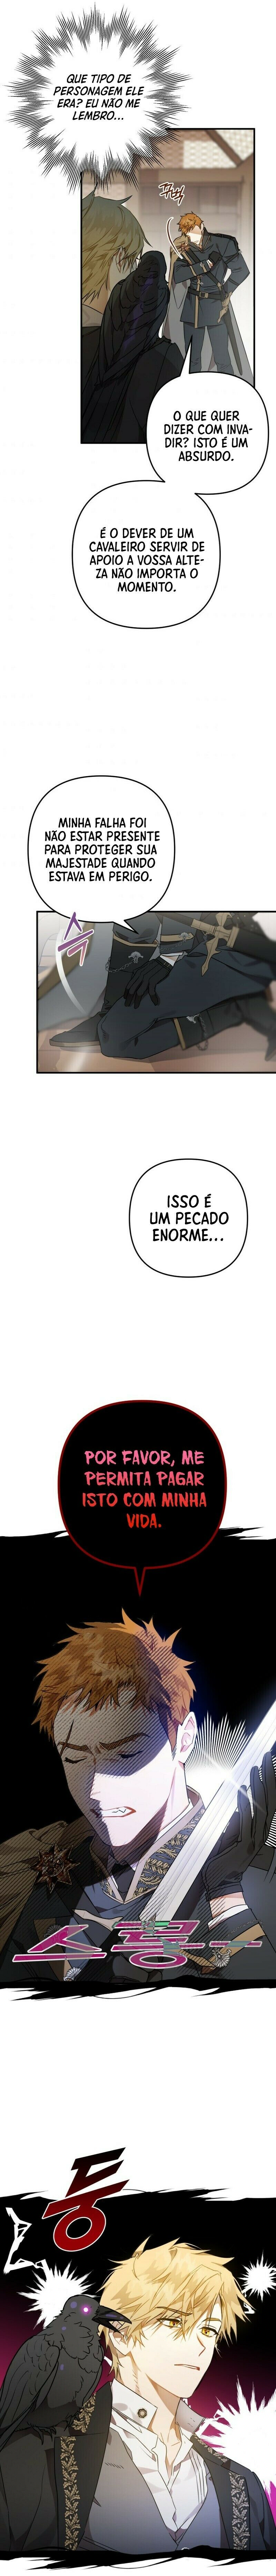 QUE TIPO DE
PERSONAGEM ELE
ERA? EU NÃO ME
LEMBRO...
O QUE QUER
DIZER COM INVA-
DIR? ISTO É UM
ABSURDO.
É O DEVER DE UM
CAVALEIRO SERVIR DE
APOIO A VOSSA ALTE-
ZA NÃO IMPORTA O
MOMENTO.
MINHA FALHA FOI
NÃO ESTAR PRESENTE
PARA PROTEGER SUA
MAJESTADE QUANDO
ESTAVA EM PERIGO.
ISSO É
UM PECADO
ENORME...
POR FAVOR, ME
PERMITA PAGAR
ISTO COM MINHA
VIDA.
스릉
둥